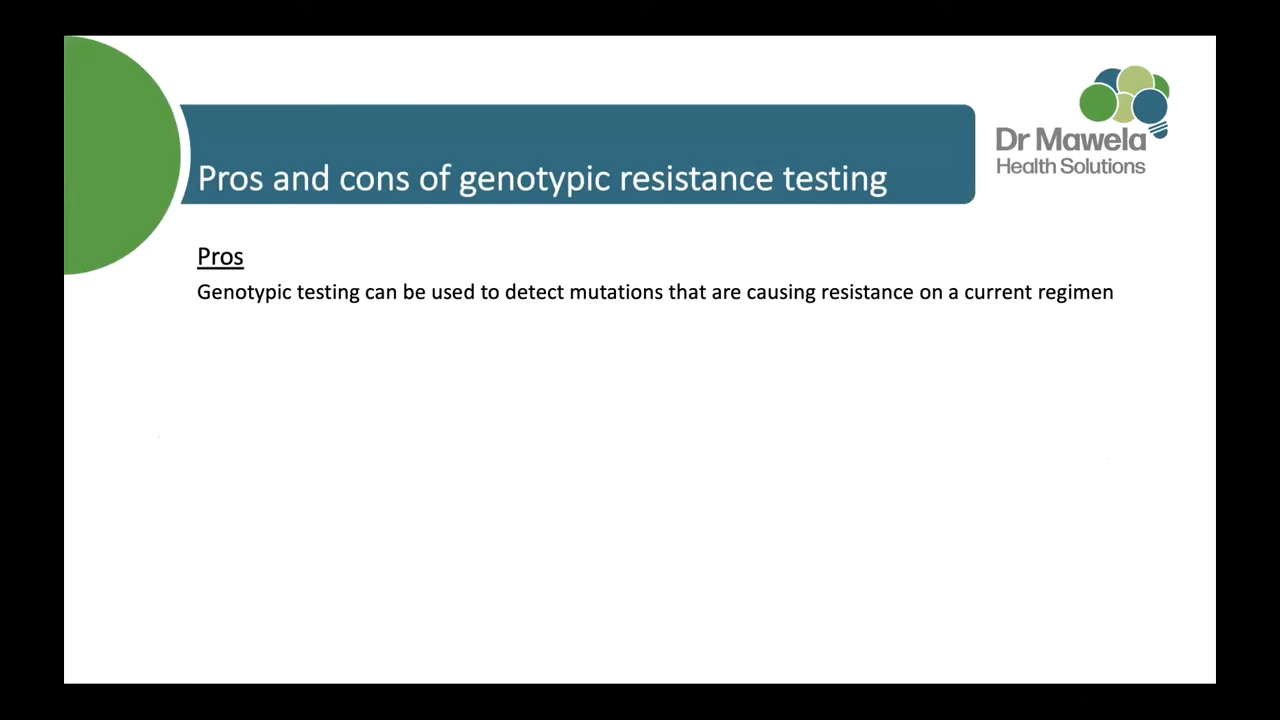 Dr Mawela
Health Solutions
Pros and cons of genotypic resistance testing
Pros
Genotypic testing can be used to detect mutations that are causing resistance on a current regimen